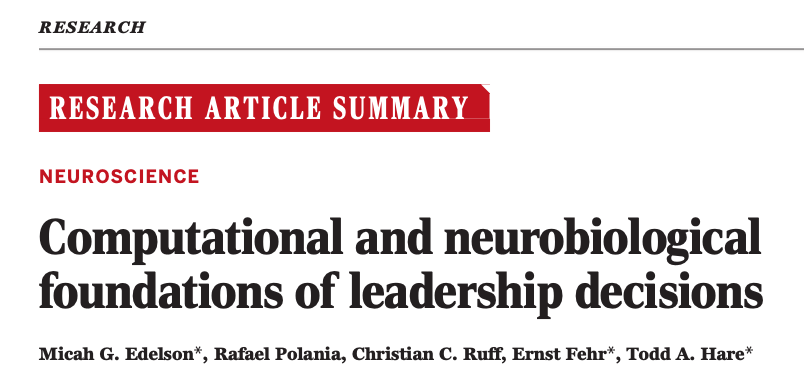 RESEARCH
RESEARCH ARTICLE SUMMARY
NEUROSCIENCE
Computational and neurobiological
foundations of leadership decisions
Micah G. Edelson*, Rafael Polania, Christian C. Ruff, Ernst Fehr*, Todd A. Hare*